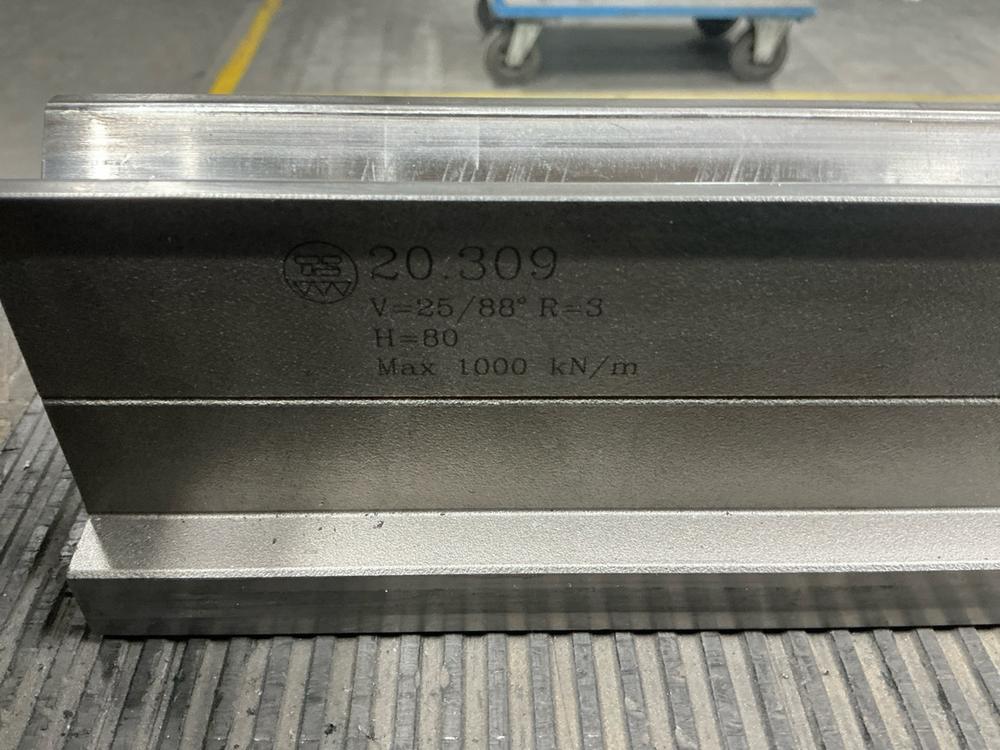 20.309
V=25/88° R=3
H=80
Max 1000 kN/m